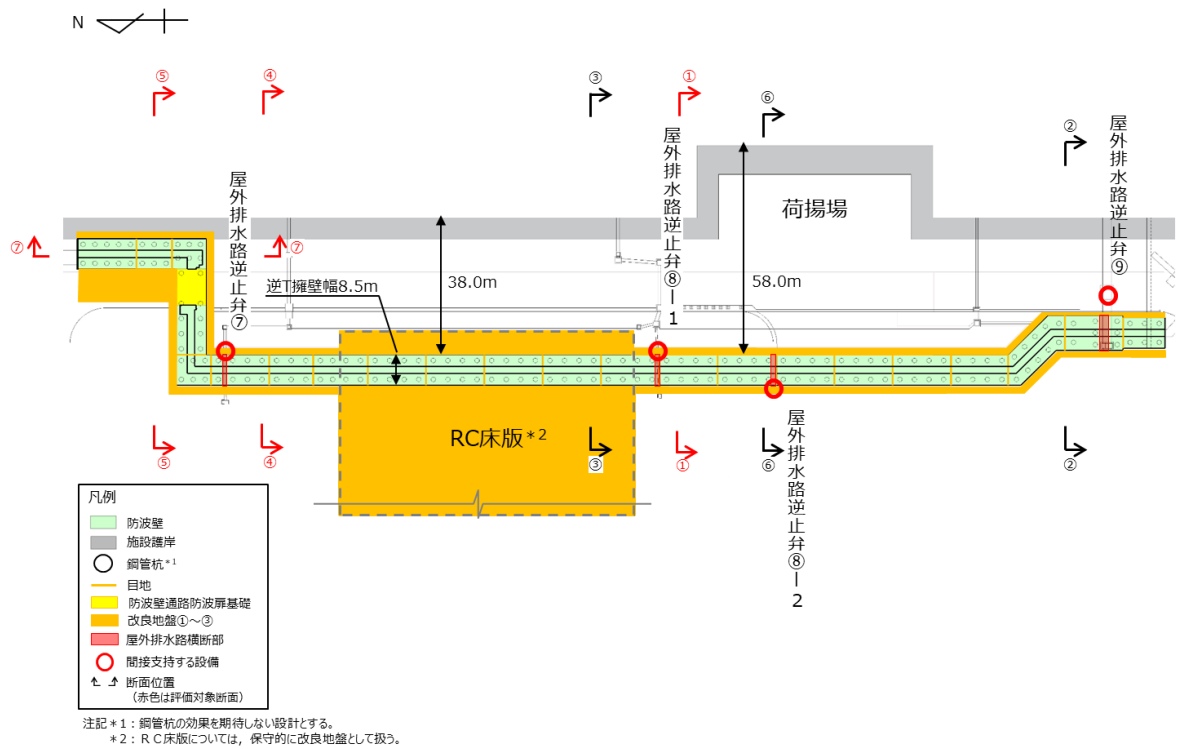 N
⑤
④
③
①
⑥
②
屋外排水路逆止弁⑦
屋外排水路逆止弁⑧－1
屋外排水路逆止弁⑨
荷揚場
⑦
⑦
38.0m
58.0m
逆T擁壁幅8.5m
RC床版＊2
⑤
④
③
①
⑥
②
屋外排水路逆止弁⑧－2
凡例
防波壁
施設護岸
鋼管杭＊1
目地
防波壁通路防波扉基礎
改良地盤①～③
屋外排水路横断部
間接支持する設備
断面位置
（赤色は評価対象断面）
注記＊1：鋼管杭の効果を期待しない設計とする。
＊2：ＲＣ床版については，保守的に改良地盤として扱う。